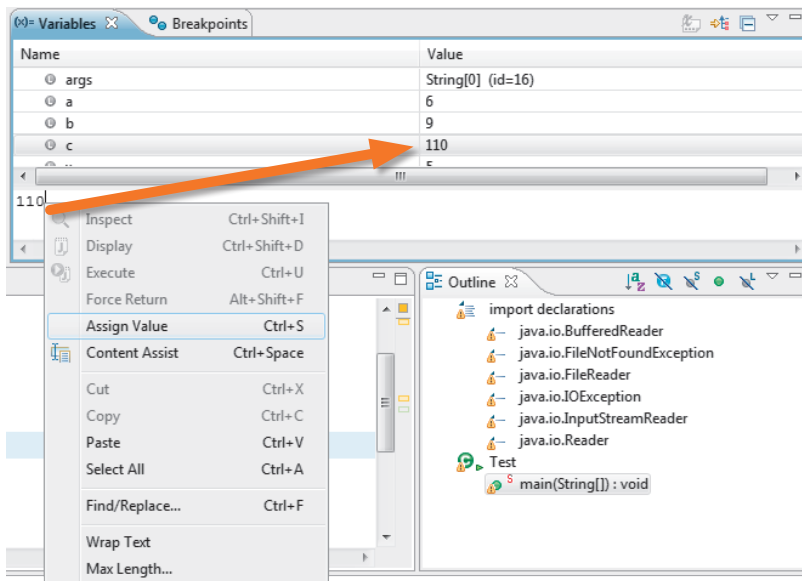 (x)= Variables Breakpoints
Name Value
args String[0] (id=16)
a 6
b 9
c 110
110
Inspect Ctrl+Shift+I
Display Ctrl+Shift+D
Execute Ctrl+U
Force Return Alt+Shift+F
Assign Value Ctrl+S
Content Assist Ctrl+Space
Cut Ctrl+X
Copy Ctrl+C
Paste Ctrl+V
Select All Ctrl+A
Find/Replace... Ctrl+F
Wrap Text
Max Length...
Outline
import declarations
java.io.BufferedReader
java.io.FileNotFoundException
java.io.FileReader
java.io.IOException
java.io.InputStreamReader
java.io.Reader
Test
main(String[]) : void